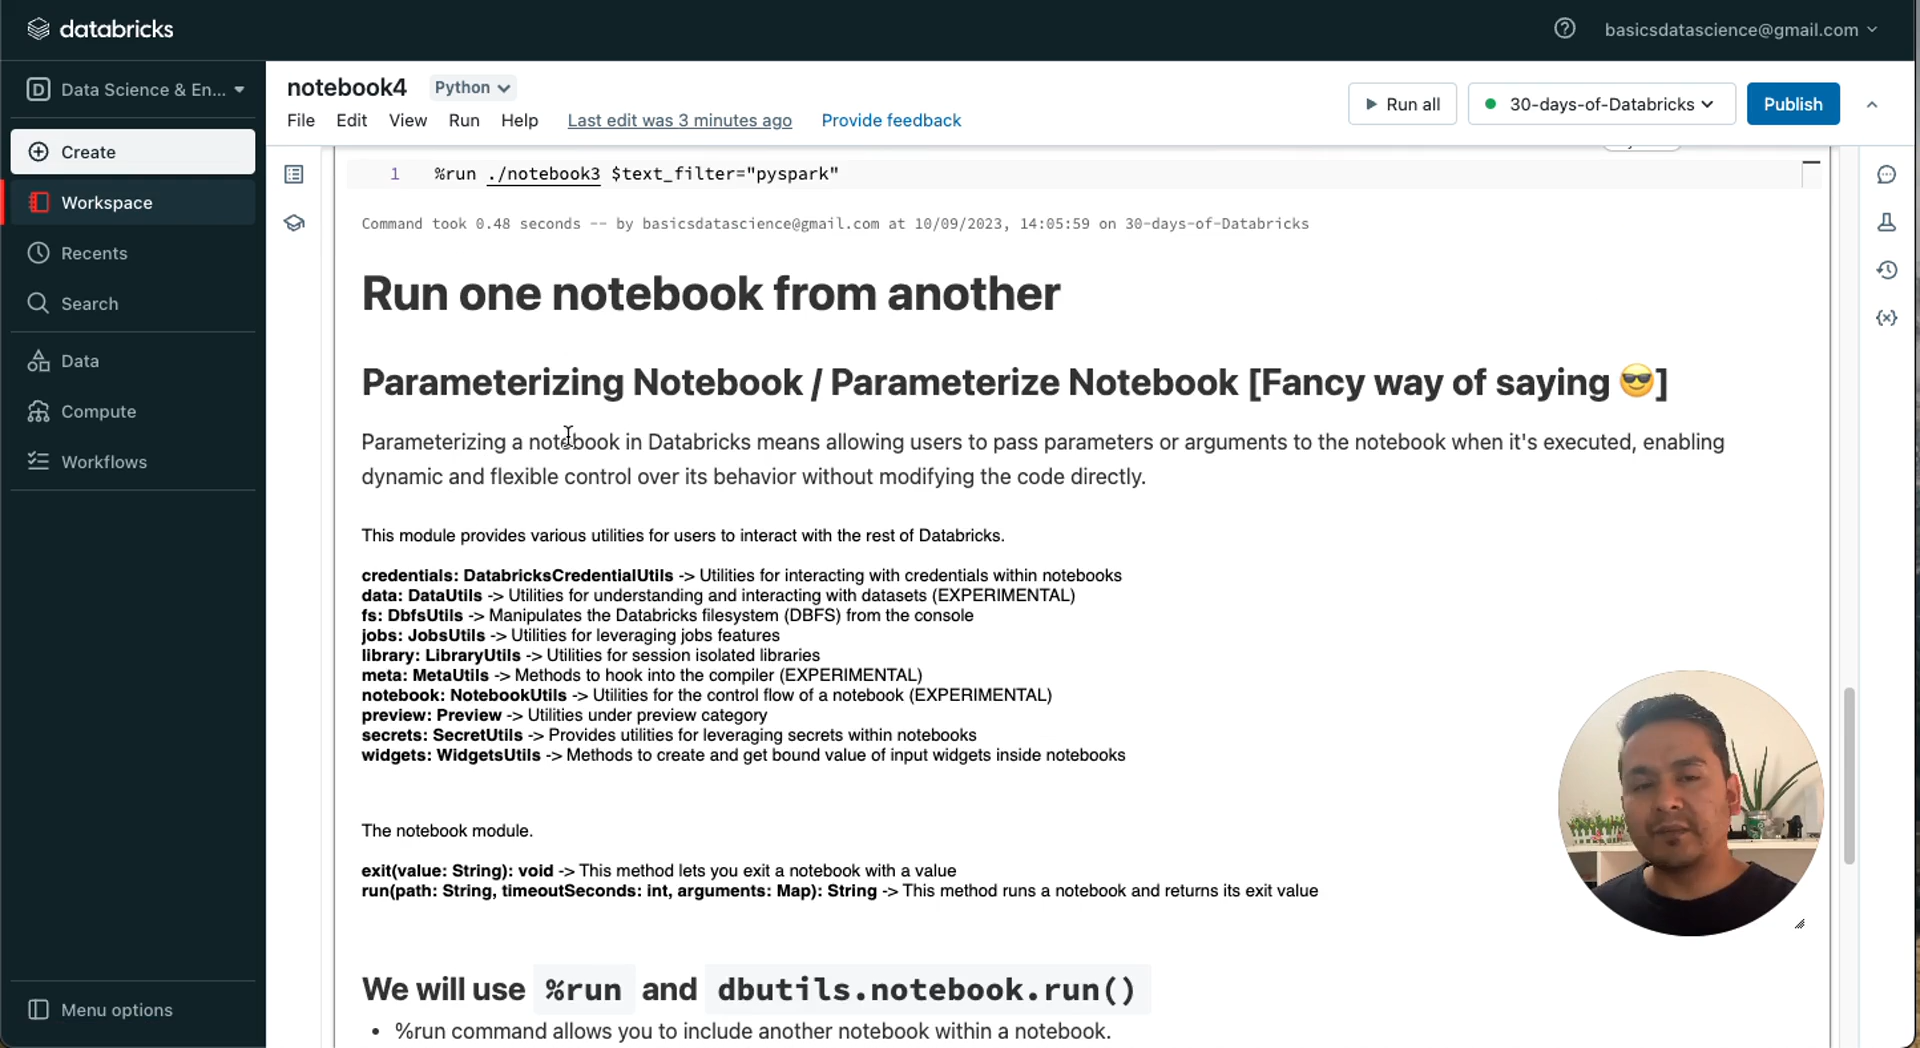 databricks
basicsdatascience@gmail.com
D Data Science & En...
Create
Workspace
Recents
Search
Data
Compute
Workflows
Menu options
notebook4 Python
File Edit View Run Help Last edit was 3 minutes ago Provide feedback
Run all 30-days-of-Databricks Publish
1 %run ./notebook3 $text_filter="pyspark"
Command took 0.48 seconds -- by basicsdatascience@gmail.com at 10/09/2023, 14:05:59 on 30-days-of-Databricks
Run one notebook from another
Parameterizing Notebook / Parameterize Notebook [Fancy way of saying 😎]
Parameterizing a notebook in Databricks means allowing users to pass parameters or arguments to the notebook when it's executed, enabling
dynamic and flexible control over its behavior without modifying the code directly.
This module provides various utilities for users to interact with the rest of Databricks.
credentials: DatabricksCredentialUtils -> Utilities for interacting with credentials within notebooks
data: DataUtils -> Utilities for understanding and interacting with datasets (EXPERIMENTAL)
fs: DbfsUtils -> Manipulates the Databricks filesystem (DBFS) from the console
jobs: JobsUtils -> Utilities for leveraging jobs features
library: LibraryUtils -> Utilities for session isolated libraries
meta: MetaUtils -> Methods to hook into the compiler (EXPERIMENTAL)
notebook: NotebookUtils -> Utilities for the control flow of a notebook (EXPERIMENTAL)
preview: Preview -> Utilities under preview category
secrets: SecretUtils -> Provides utilities for leveraging secrets within notebooks
widgets: WidgetsUtils -> Methods to create and get bound value of input widgets inside notebooks
The notebook module.
exit(value: String): void -> This method lets you exit a notebook with a value
run(path: String, timeoutSeconds: int, arguments: Map): String -> This method runs a notebook and returns its exit value
We will use %run and dbutils.notebook.run()
• %run command allows you to include another notebook within a notebook.